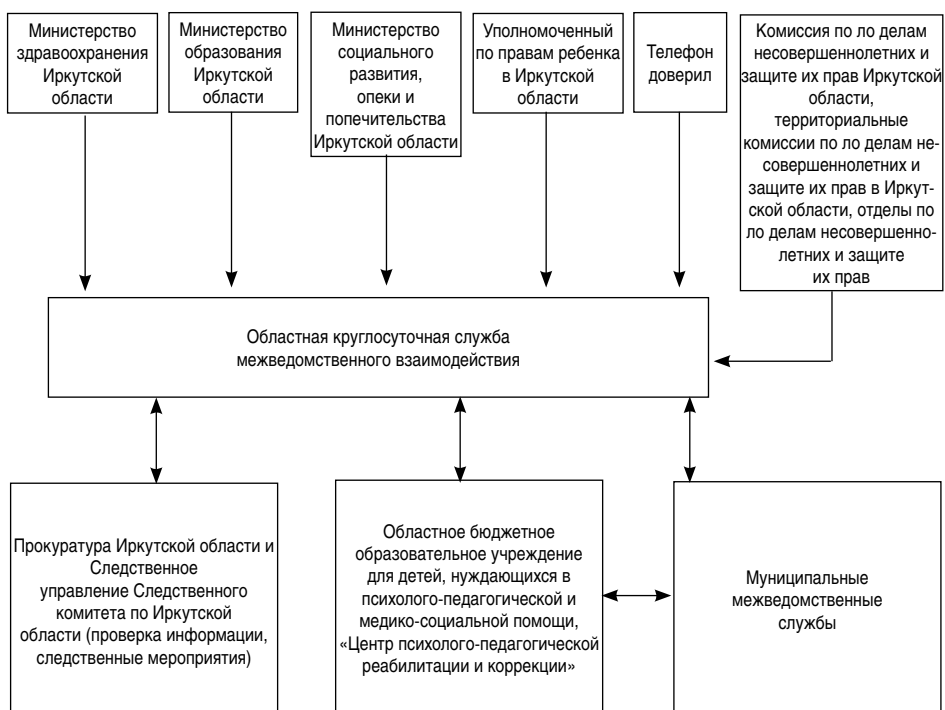 Министерство
здравоохранения
Иркутской
области
Министерство
образования
Иркутской
области
Министерство
социального
развития,
опеки и
попечительства
Иркутской области
Уполномоченный
по правам ребенка
в Иркутской
области
Телефон
доверил
Комиссия по ло делам
несовершеннолетних и
защите их прав Иркутской
области,
территориальные
комиссии по ло делам не-
совершеннолетних и
защите их прав в Иркут-
ской области, отделы по
ло делам несовершенно-
летних и защите
их прав
Областная круглосуточная служба
межведомственного взаимодействия
Прокуратура Иркутской области и
Следственное
управление Следственного
комитета по Иркутской
области (проверка информации,
следственные мероприятия)
Областное бюджетное
образовательное учреждение
для детей, нуждающихся в
психолого-педагогической и
медико-социальной помощи,
«Центр психолого-педагогической
реабилитации и коррекции»
Муниципальные
межведомственные
службы